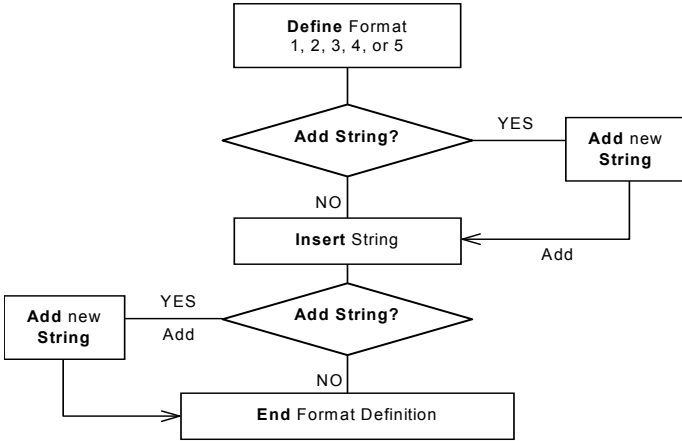 Define Format
1, 2, 3, 4, or 5
Add String?
YES
Add new
String
NO
Insert String
Add
Add String?
YES
Add
Add new
String
NO
End Format Definition